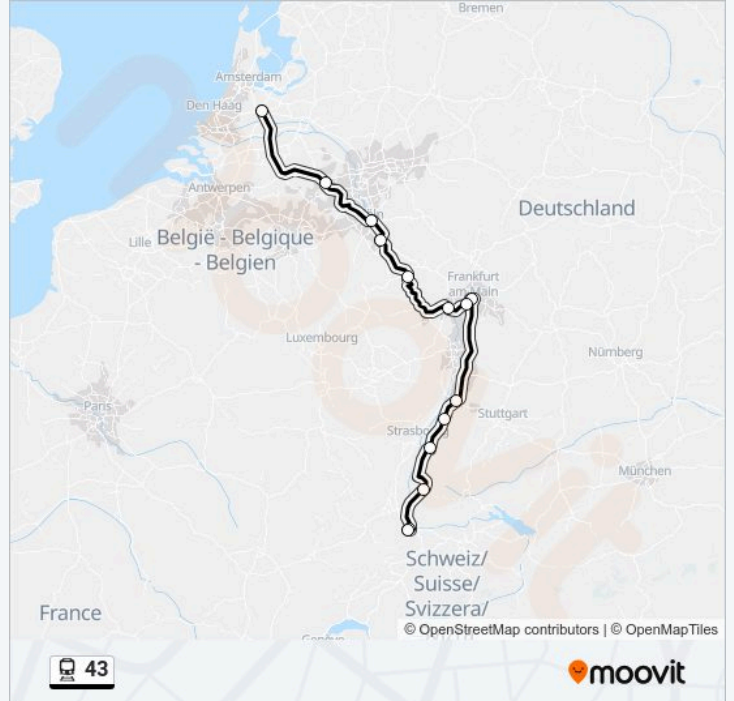 Bremen
Amsterdam
Den Haag
Antwerpen
Deutschland
Lille
België - Belgique
- Belgien
Frankfurt
am Main
Luxembourg
Nürnberg
Paris
Stuttgart
München
Schweiz/
Suisse/
Svizzera/
France
© OpenStreetMap contributors | © OpenMapTiles
43
moovit